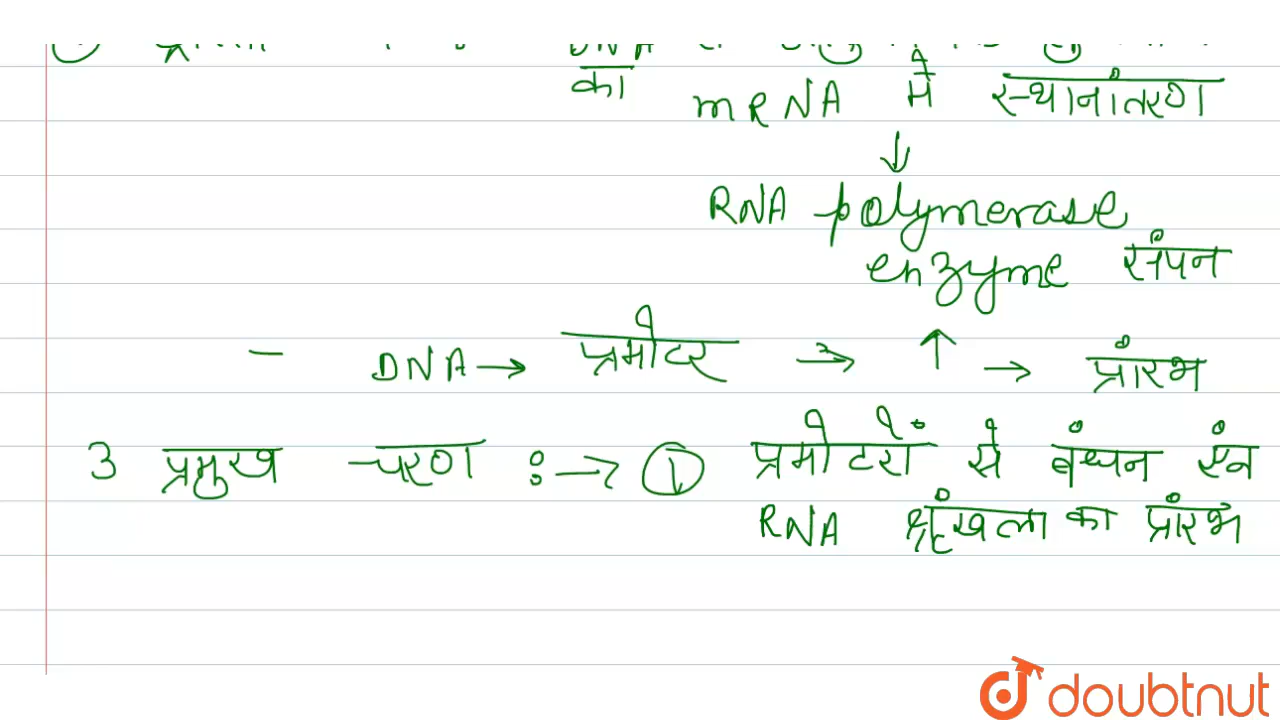 DNA
का
mRNA में स्थानांतरण
↓
RNA polymerase
enzyme संपन
— DNA → प्रमोटर → ↑ → प्रारंभ
3 प्रमुख चरण : → ① प्रमोटरों से बंधन एंव
RNA श्रृंखला का प्रारंभ
doubtnut